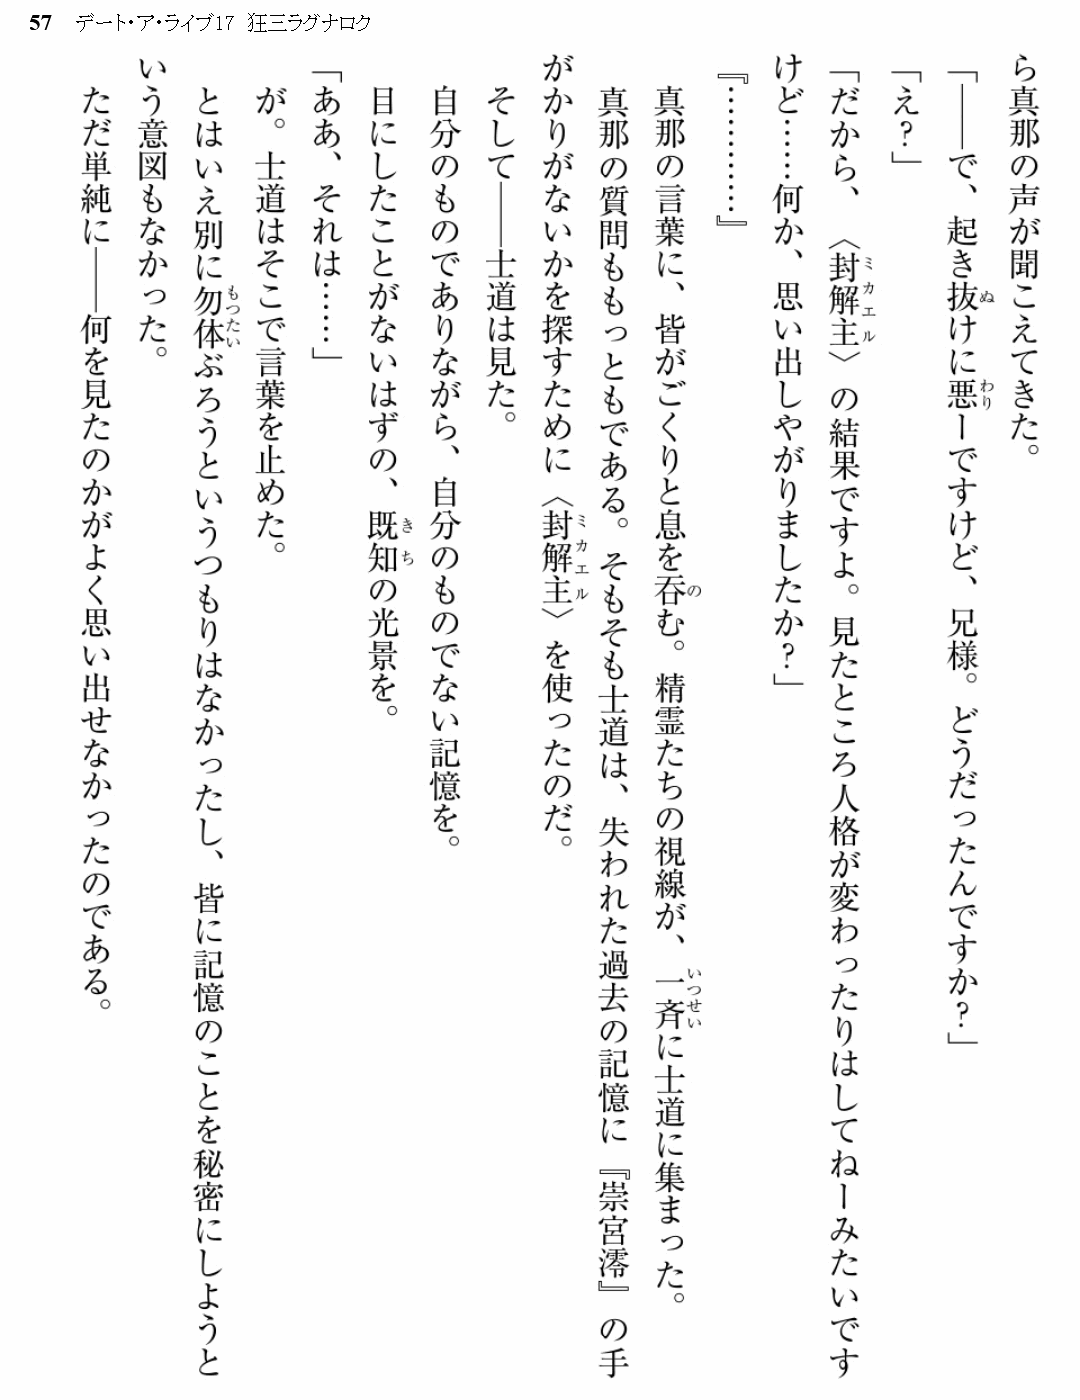 57 デート・ア・ライブ17 狂三ラグナロク
ら真那の声が聞こえてきた。
「――で、起き抜けに悪ーですけど、兄様。どうだったんですか？」
「え？」
「だから、〈封解主〉の結果ですよ。見たところ人格が変わったりはしてねーみたいです
けど……何か、思い出しやがりましたか？」
『…………』
真那の言葉に、皆がごくりと息を呑む。精霊たちの視線が、一斉に士道に集まった。
真那の質問ももっともである。そもそも士道は、失われた過去の記憶に『崇宮澪』の手
がかりがないかを探すために〈封解主〉を使ったのだ。
そして――士道は見た。
自分のものでありながら、自分のものでない記憶を。
目にしたことがないはずの、既知の光景を。
「ああ、それは……」
が。士道はそこで言葉を止めた。
とはいえ別に勿体ぶろうというつもりはなかったし、皆に記憶のことを秘密にしようと
いう意図もなかった。
ただ単純に――何を見たのかがよく思い出せなかったのである。